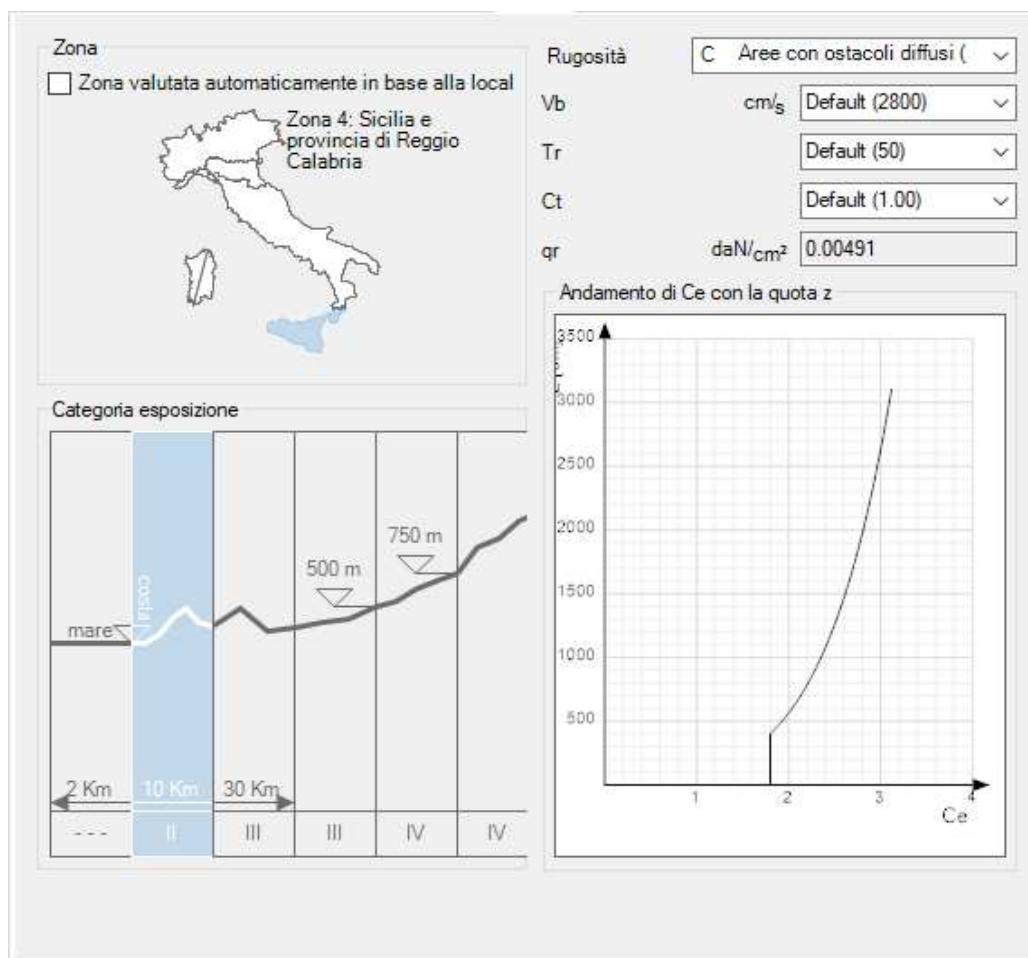 Zona
Zona valutata automaticamente in base alla local
Zona 4: Sicilia e
provincia di Reggio
Calabria
Rugosità
C Aree con ostacoli diffusi (
Vb cm/s Default (2800)
Tr Default (50)
Ct Default (1.00)
qr daN/cm² 0.00491
Categoria esposizione
mare
costa
500 m
750 m
2 Km 10 Km 30 Km
--- II III III IV IV
Andamento di Ce con la quota z
3500
3000
2500
2000
1500
1000
500
1 2 3 4
Ce